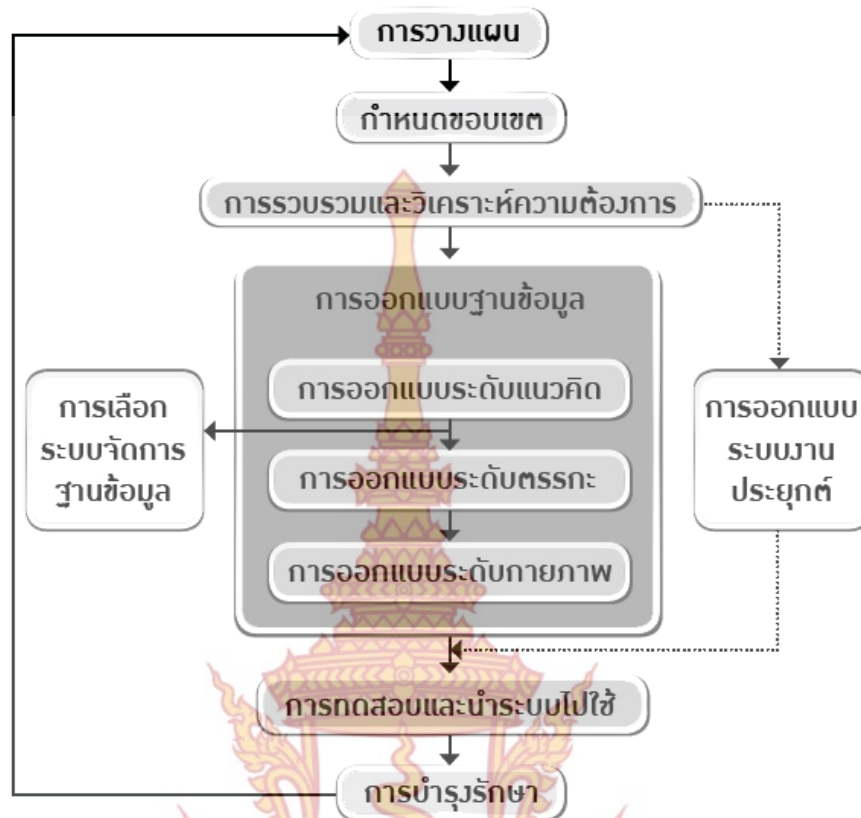 การวางแผน
กำหนดขอบเขต
การรวบรวมและวิเคราะห์ความต้องการ
การออกแบบฐานข้อมูล
การออกแบบระดับแนวคิด
การเลือก
ระบบจัดการ
ฐานข้อมูล
การออกแบบระดับตรรกะ
การออกแบบระดับกายภาพ
การออกแบบ
ระบบงาน
ประยุกต์
การทดสอบและนำระบบไปใช้
การบำรุงรักษา